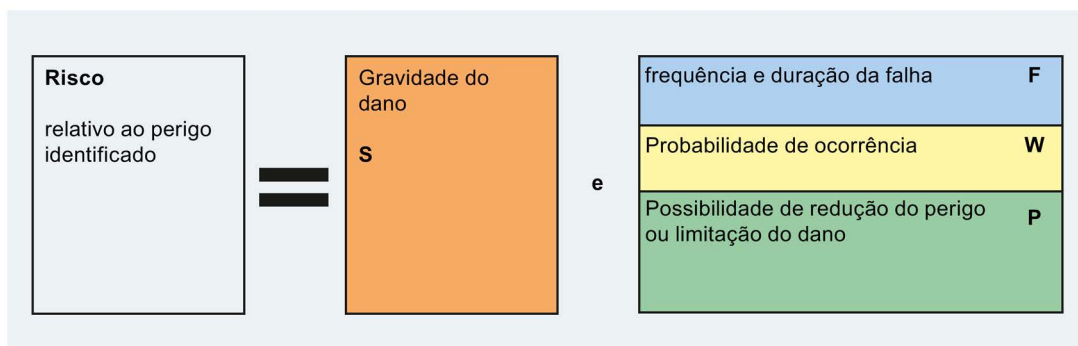 Risco
relativo ao perigo
identificado
Gravidade do
dano
S
e
frequência e duração da falha F
Probabilidade de ocorrência W
Possibilidade de redução do perigo
ou limitação do dano P